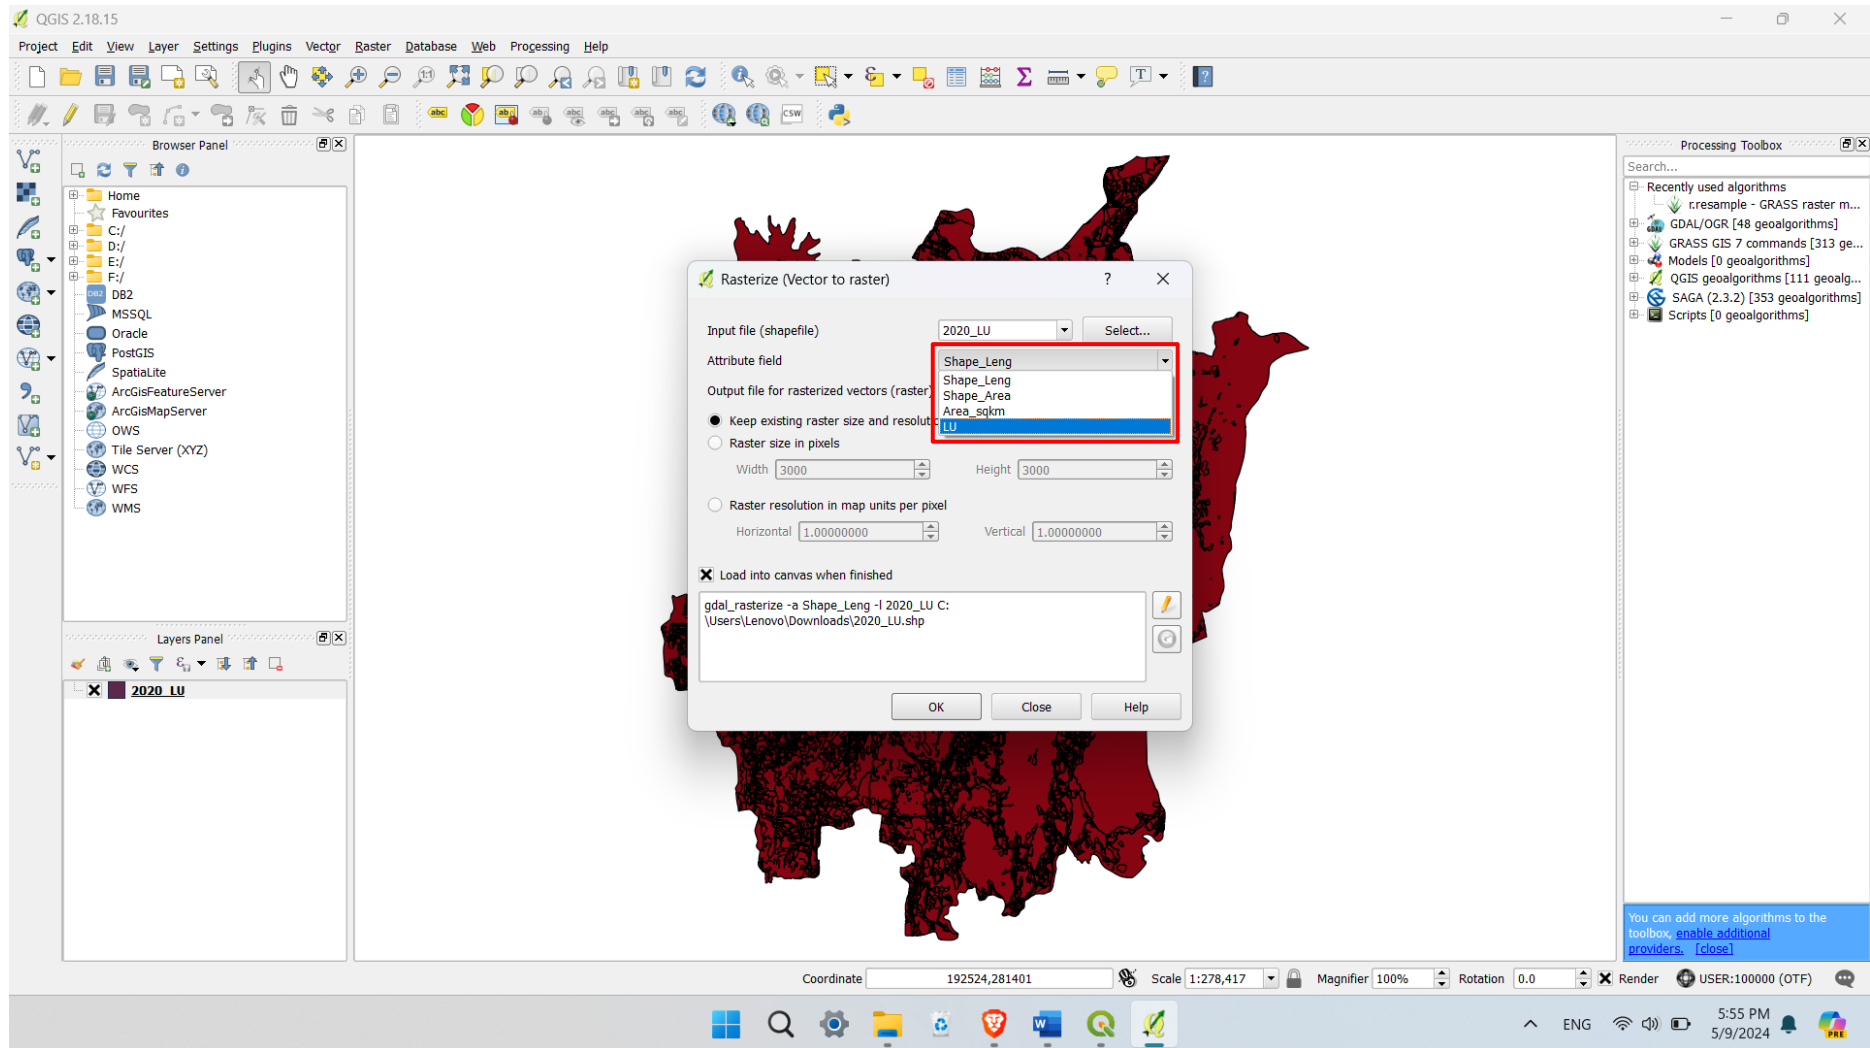 QGIS 2.18.15
Project Edit View Layer Settings Plugins Vector Raster Database Web Processing Help
Browser Panel
Home
Favourites
C:/
D:/
E:/
F:/
DB2
MSSQL
Oracle
PostGIS
SpatiaLite
ArcGisFeatureServer
ArcGisMapServer
OWS
Tile Server (XYZ)
WCS
WFS
WMS
Layers Panel
2020_LU
Rasterize (Vector to raster)
Input file (shapefile) 2020_LU Select...
Attribute field Shape_Leng
Shape_Leng
Shape_Area
Area_sqkm
LU
Output file for rasterized vectors (raster)
Keep existing raster size and resolutio
Raster size in pixels
Width 3000 Height 3000
Raster resolution in map units per pixel
Horizontal 1.00000000 Vertical 1.00000000
Load into canvas when finished
gdal_rasterize -a Shape_Leng -l 2020_LU C:
\Users\Lenovo\Downloads\2020_LU.shp
OK Close Help
Processing Toolbox
Search...
Recently used algorithms
r.resample - GRASS raster m...
GDAL/OGR [48 geoalgorithms]
GRASS GIS 7 commands [313 ge...
Models [0 geoalgorithms]
QGIS geoalgorithms [111 geoalg...
SAGA (2.3.2) [353 geoalgorithms]
Scripts [0 geoalgorithms]
You can add more algorithms to the
toolbox, enable additional
providers. [close]
Coordinate 192524,281401 Scale 1:278,417 Magnifier 100% Rotation 0.0 Render USER:100000 (OTF)
ENG
5:55 PM
5/9/2024